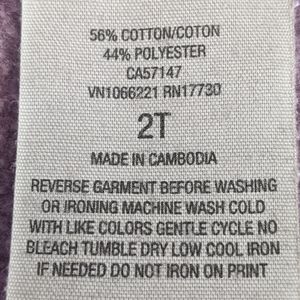 56% COTTON/COTON
44% POLYESTER
CA57147
VN1066221 RN17730
2T
MADE IN CAMBODIA
REVERSE GARMENT BEFORE WASHING
OR IRONING MACHINE WASH COLD
WITH LIKE COLORS GENTLE CYCLE NO
BLEACH TUMBLE DRY LOW COOL IRON
IF NEEDED DO NOT IRON ON PRINT